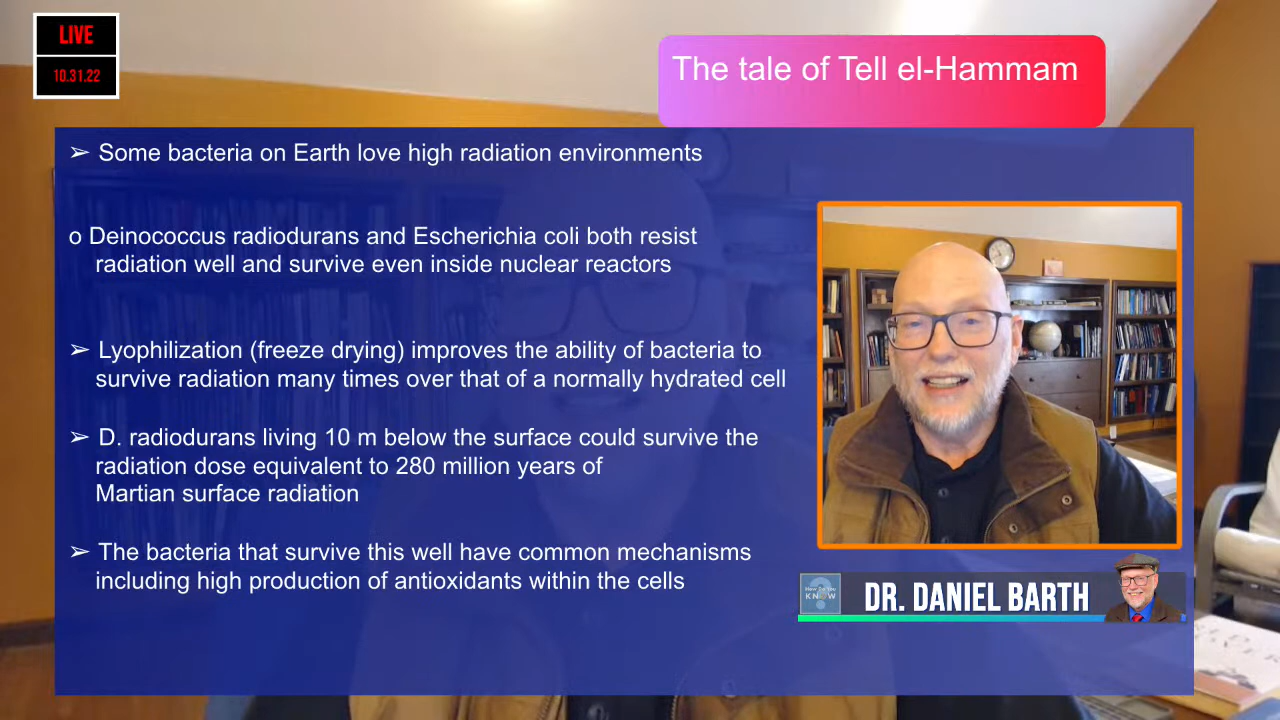 LIVE
10.31.22
The tale of Tell el-Hammam
➢ Some bacteria on Earth love high radiation environments
o Deinococcus radiodurans and Escherichia coli both resist
radiation well and survive even inside nuclear reactors
➢ Lyophilization (freeze drying) improves the ability of bacteria to
survive radiation many times over that of a normally hydrated cell
➢ D. radiodurans living 10 m below the surface could survive the
radiation dose equivalent to 280 million years of
Martian surface radiation
➢ The bacteria that survive this well have common mechanisms
including high production of antioxidants within the cells
How Do You
KNOW
DR. DANIEL BARTH